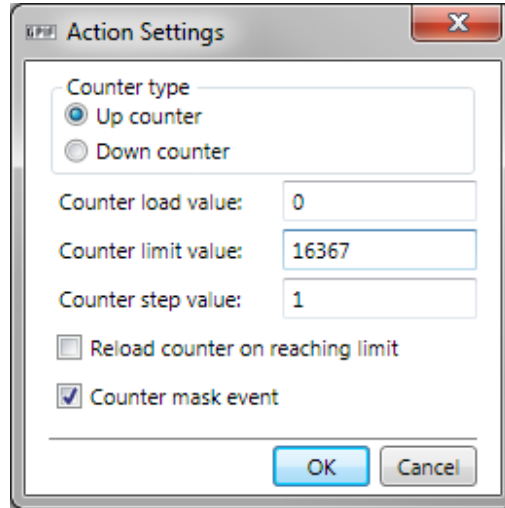 GPIF Action Settings
Counter type
Up counter
Down counter
Counter load value: 0
Counter limit value: 16367
Counter step value: 1
Reload counter on reaching limit
Counter mask event
OK Cancel